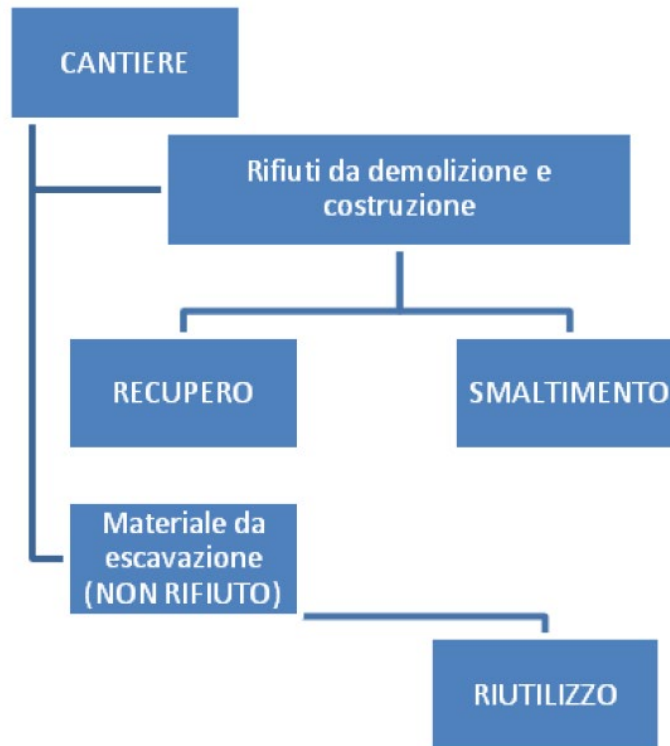 CANTIERE
Rifiuti da demolizione e
costruzione
RECUPERO
SMALTIMENTO
Materiale da
escavazione
(NON RIFIUTO)
RIUTILIZZO